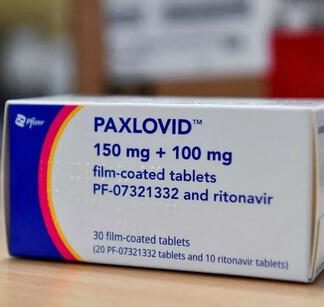 Pfizer
PAXLOVID™
150 mg + 100 mg
film-coated tablets
PF-07321332 and ritonavir
30 film-coated tablets
(20 PF-07321332 tablets and 10 ritonavir tablets)